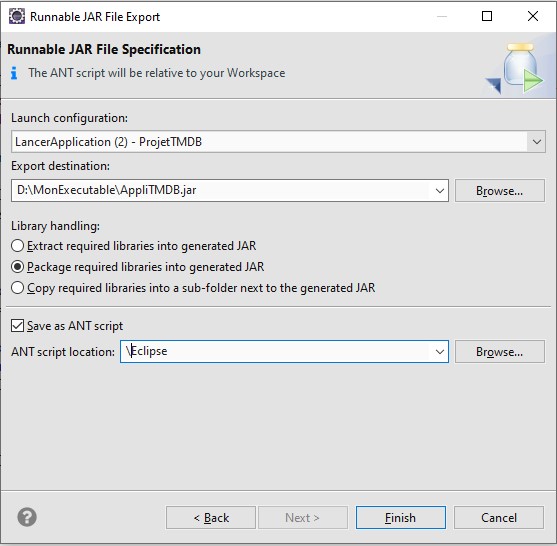 Runnable JAR File Export
Runnable JAR File Specification
The ANT script will be relative to your Workspace
Launch configuration:
LancerApplication (2) - ProjetTMDB
Export destination:
D:\MonExecutable\AppliTMDB.jar
Browse...
Library handling:
Extract required libraries into generated JAR
Package required libraries into generated JAR
Copy required libraries into a sub-folder next to the generated JAR
Save as ANT script
ANT script location:
\Eclipse
Browse...
< Back
Next >
Finish
Cancel